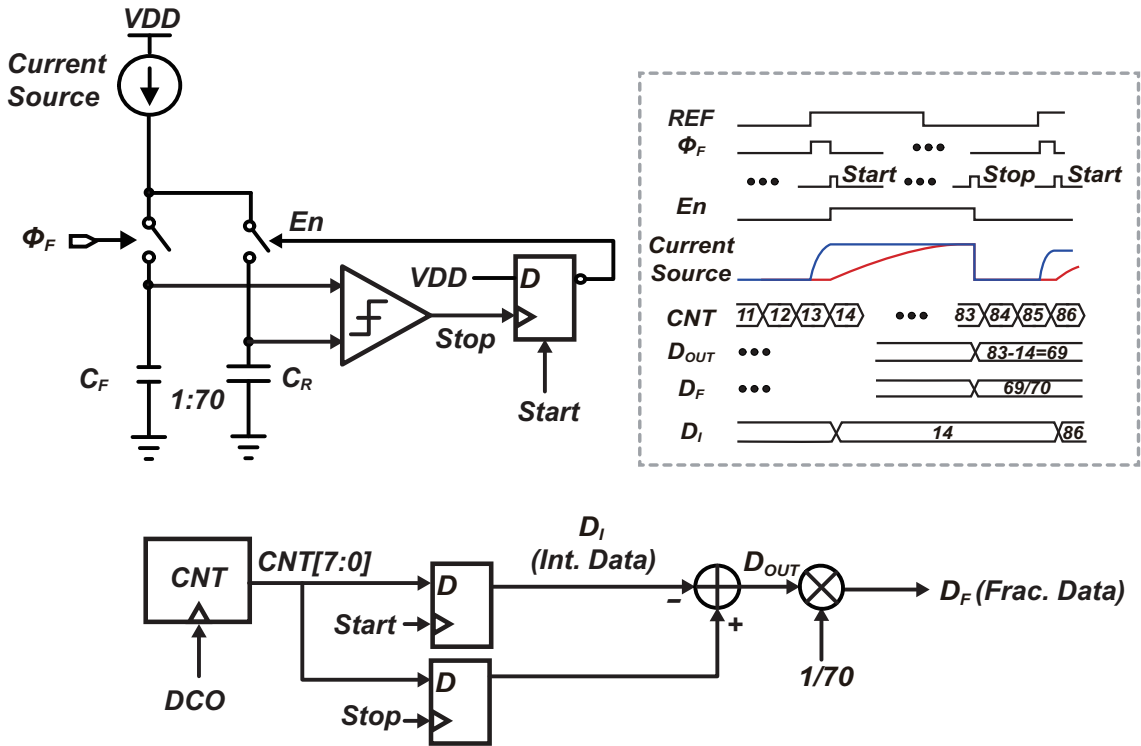 VDD
Current
Source
Φ_F
En
VDD
D
Stop
C_F
1:70
C_R
Start
REF
Φ_F
••• Start ••• Stop Start
En
Current
Source
CNT 11 12 13 14 ••• 83 84 85 86
D_OUT ••• 83-14=69
D_F ••• 69/70
D_I 14 86
CNT
CNT[7:0]
DCO
D
Start
D
Stop
D_I
(Int. Data)
-
+
D_OUT
1/70
D_F (Frac. Data)